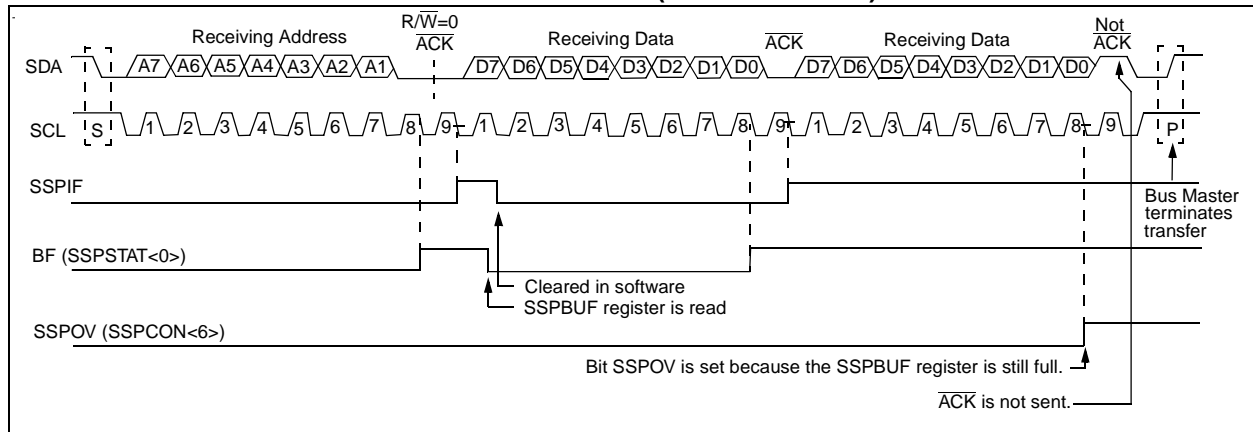 R/W=0
Not
Receiving Address ACK Receiving Data ACK Receiving Data ACK
SDA A7 A6 A5 A4 A3 A2 A1 D7 D6 D5 D4 D3 D2 D1 D0 D7 D6 D5 D4 D3 D2 D1 D0
SCL S 1 2 3 4 5 6 7 8 9 1 2 3 4 5 6 7 8 9 1 2 3 4 5 6 7 8 9 P
SSPIF
Bus Master
terminates
transfer
BF (SSPSTAT<0>)
Cleared in software
SSPBUF register is read
SSPOV (SSPCON<6>)
Bit SSPOV is set because the SSPBUF register is still full.
ACK is not sent.